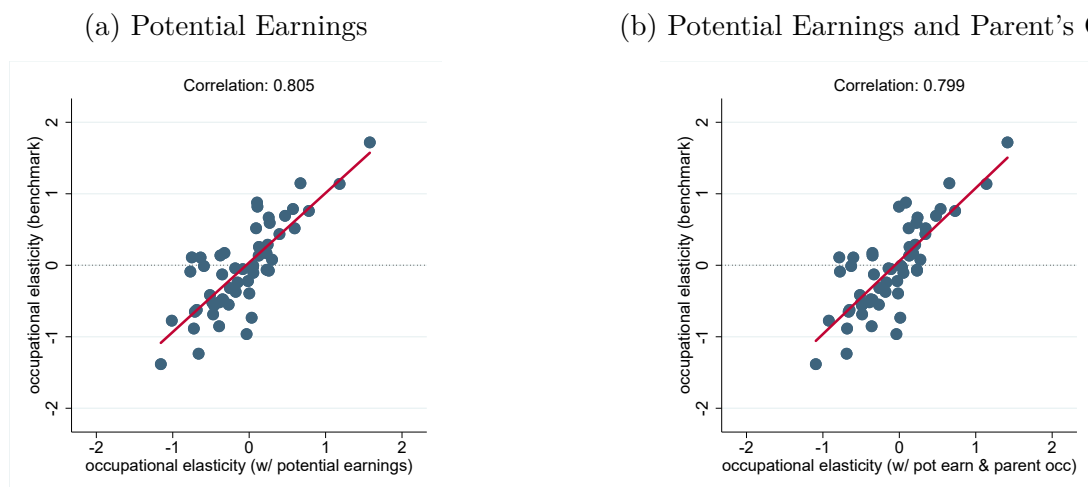 (a) Potential Earnings
Correlation: 0.805
occupational elasticity (benchmark)
2
1
0
-1
-2
-2 -1 0 1 2
occupational elasticity (w/ potential earnings)
(b) Potential Earnings and Parent's
Correlation: 0.799
occupational elasticity (benchmark)
2
1
0
-1
-2
-2 -1 0 1 2
occupational elasticity (w/ pot earn & parent occ)